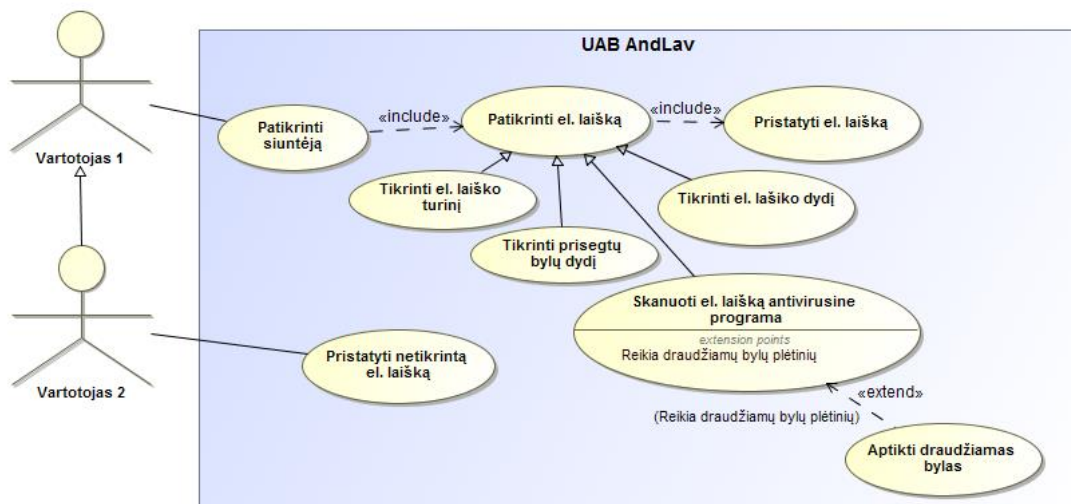 UAB AndLav
Vartotojas 1
Patikrinti
siuntėją
«include»
Patikrinti el. laišką
«include»
Pristatyti el. laišką
Tikrinti el. laiško
turinį
Tikrinti prisegtų
bylų dydį
Tikrinti el. lašiko dydį
Skanuoti el. laišką antivirusine
programa
extension points
Reikia draudžiamų bylų plėtinių
Vartotojas 2
Pristatyti netikrintą
el. laišką
«extend»
(Reikia draudžiamų bylų plėtinių)
Aptikti draudžiamas
bylas